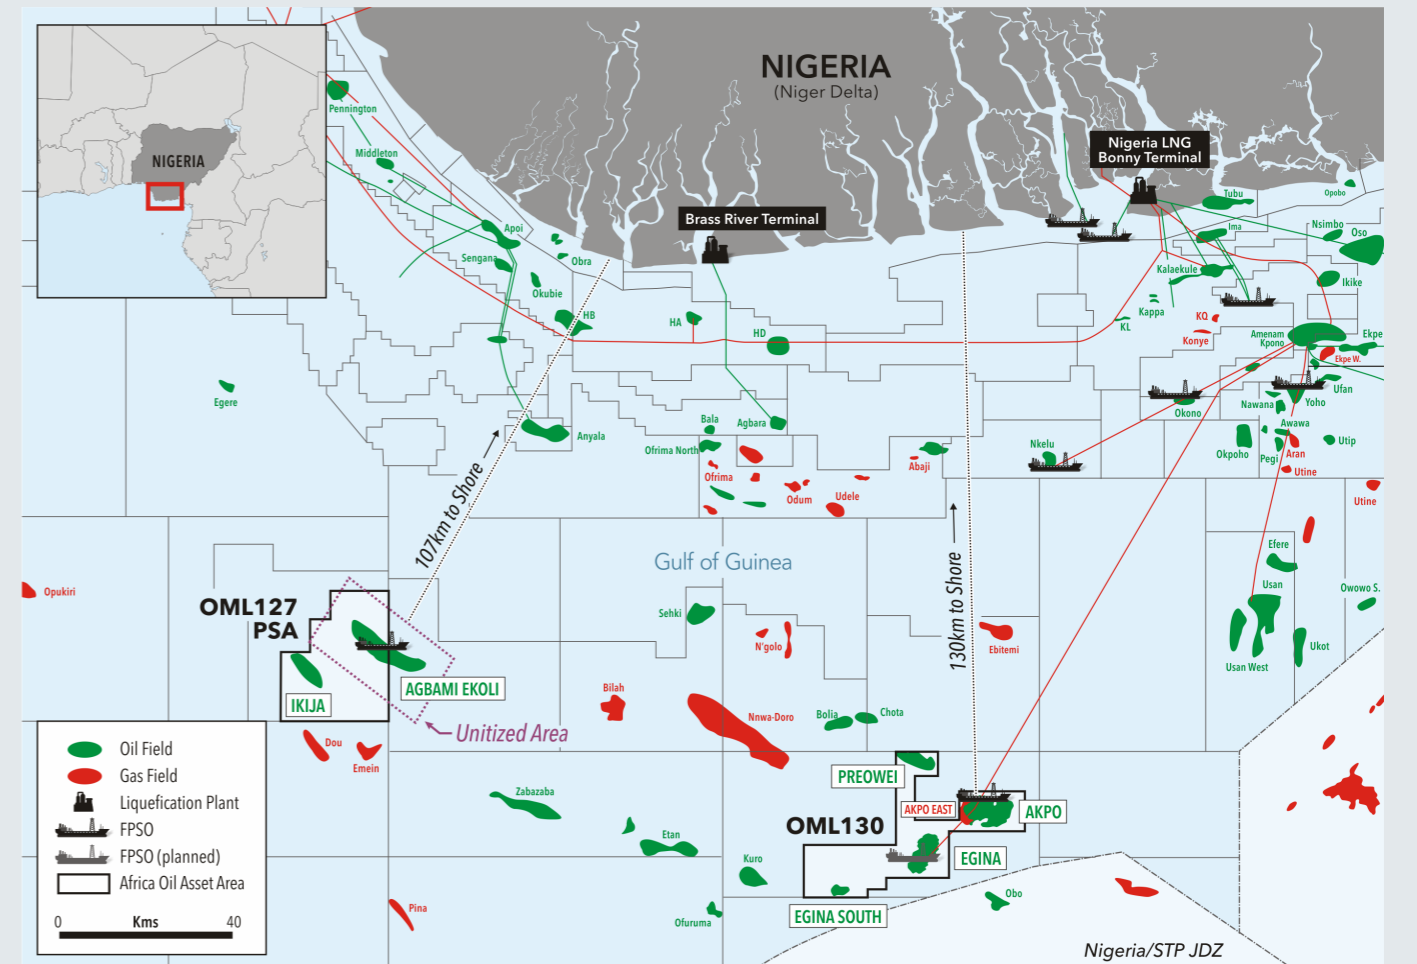 NIGERIA
(Niger Delta)
NIGERIA
Pennington
Middleton
Nigeria LNG
Bonny Terminal
Brass River Terminal
Tubu
Opobo
Ima
Nsimbo
Oso
Apoi
Sengana
Obra
Okubie
HB
HA
HD
Kalaekule
Ikike
Kappa
KL
KQ
Konye
Amenam
Kpono
Ekpe
Ekpe W.
Ufan
Yoho
Nawana
Okono
Awawa
Okpoho
Pegi
Aran
Utip
Utine
Utine
Nkelu
Egere
Anyala
Bala
Agbara
Ofrima North
Ofrima
Odum
Udele
Abaji
107km to Shore
130km to Shore
Gulf of Guinea
Efere
Usan
Owowo S.
Usan West
Ukot
Opukiri
OML127
PSA
IKIJA
AGBAMI EKOLI
Unitized Area
Sehki
N'golo
Ebitemi
Bilah
Nnwa-Doro
Bolia
Chota
Dou
Emein
PREOWEI
AKPO EAST
AKPO
OML130
EGINA
EGINA SOUTH
Zabazaba
Etan
Kuro
Ofuruma
Obo
Pina
Nigeria/STP JDZ
Oil Field
Gas Field
Liquefication Plant
FPSO
FPSO (planned)
Africa Oil Asset Area
0 Kms 40